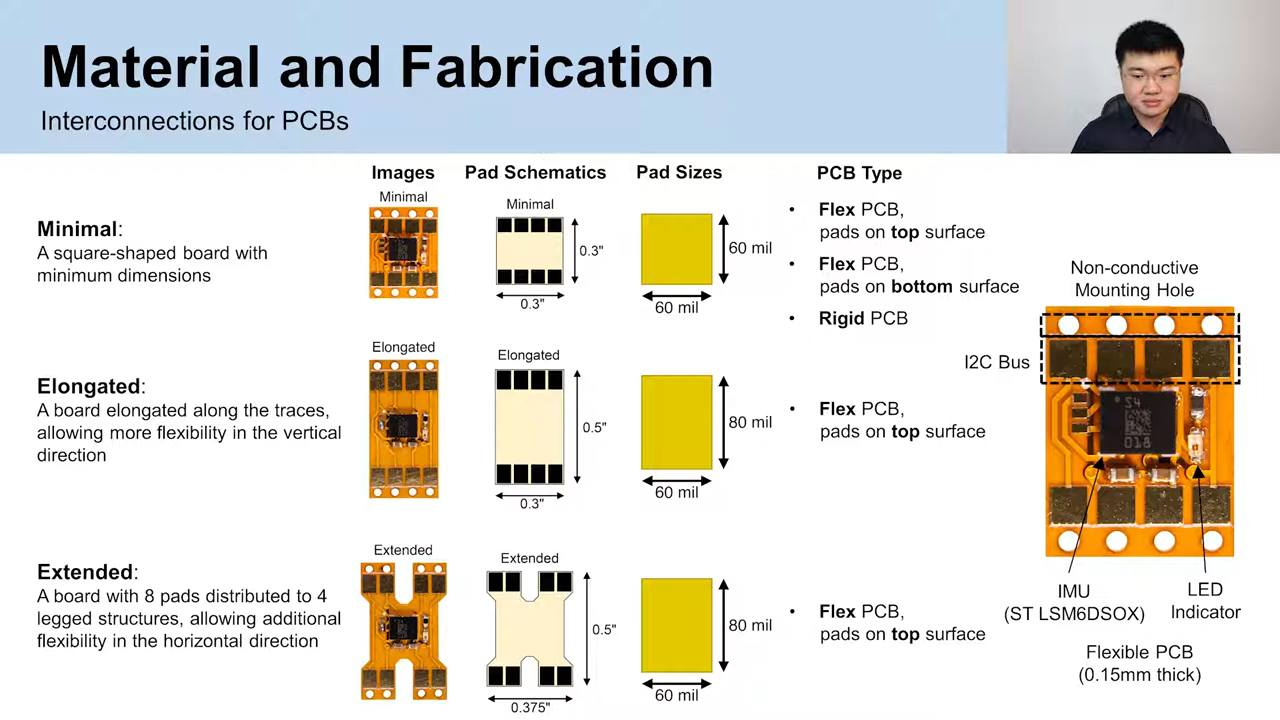 Material and Fabrication
Interconnections for PCBs
Images
Pad Schematics
Pad Sizes
PCB Type
Minimal:
A square-shaped board with
minimum dimensions
Minimal
Minimal
0.3"
0.3"
60 mil
60 mil
• Flex PCB,
pads on top surface
• Flex PCB,
pads on bottom surface
• Rigid PCB
Elongated:
A board elongated along the traces,
allowing more flexibility in the vertical
direction
Elongated
Elongated
0.5"
0.3"
80 mil
60 mil
• Flex PCB,
pads on top surface
Extended:
A board with 8 pads distributed to 4
legged structures, allowing additional
flexibility in the horizontal direction
Extended
Extended
0.5"
0.375"
80 mil
60 mil
• Flex PCB,
pads on top surface
Non-conductive
Mounting Hole
I2C Bus
S4
018
IMU
(ST LSM6DSOX)
LED
Indicator
Flexible PCB
(0.15mm thick)